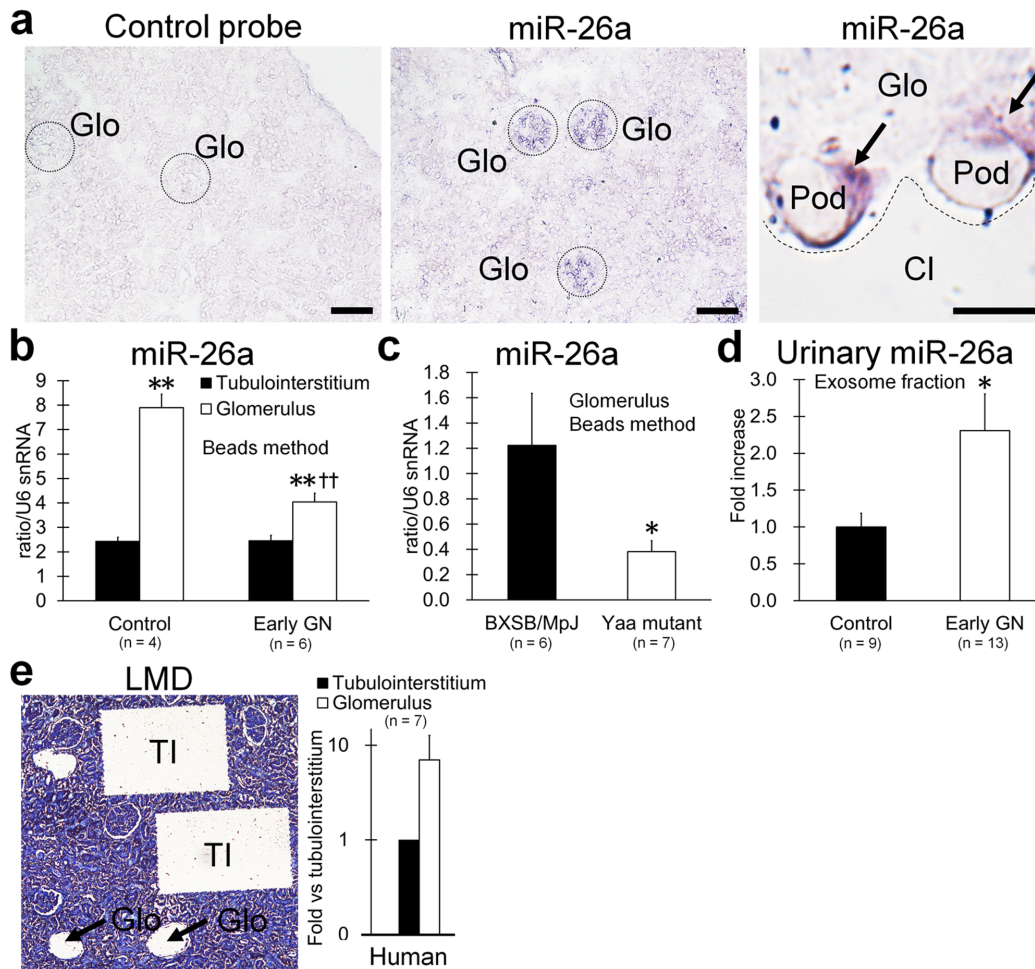 a
Control probe
miR-26a
miR-26a
Glo
Glo
Glo
Glo
Glo
Glo
Pod
Pod
Cl
b
miR-26a
ratio/U6 snRNA
9
8
7
6
5
4
3
2
1
0
Tubulointerstitium
Glomerulus
Beads method
**
**††
Control
(n = 4)
Early GN
(n = 6)
c
miR-26a
ratio/U6 snRNA
1.8
1.6
1.4
1.2
1.0
0.8
0.6
0.4
0.2
0.0
Glomerulus
Beads method
*
BXSB/MpJ
(n = 6)
Yaa mutant
(n = 7)
d
Urinary miR-26a
Fold increase
3.0
2.5
2.0
1.5
1.0
0.5
0.0
Exosome fraction
*
Control
(n = 9)
Early GN
(n = 13)
e
LMD
TI
TI
Glo
Glo
Tubulointerstitium
Glomerulus
(n = 7)
Fold vs tubulointerstitium
10
1
0
Human